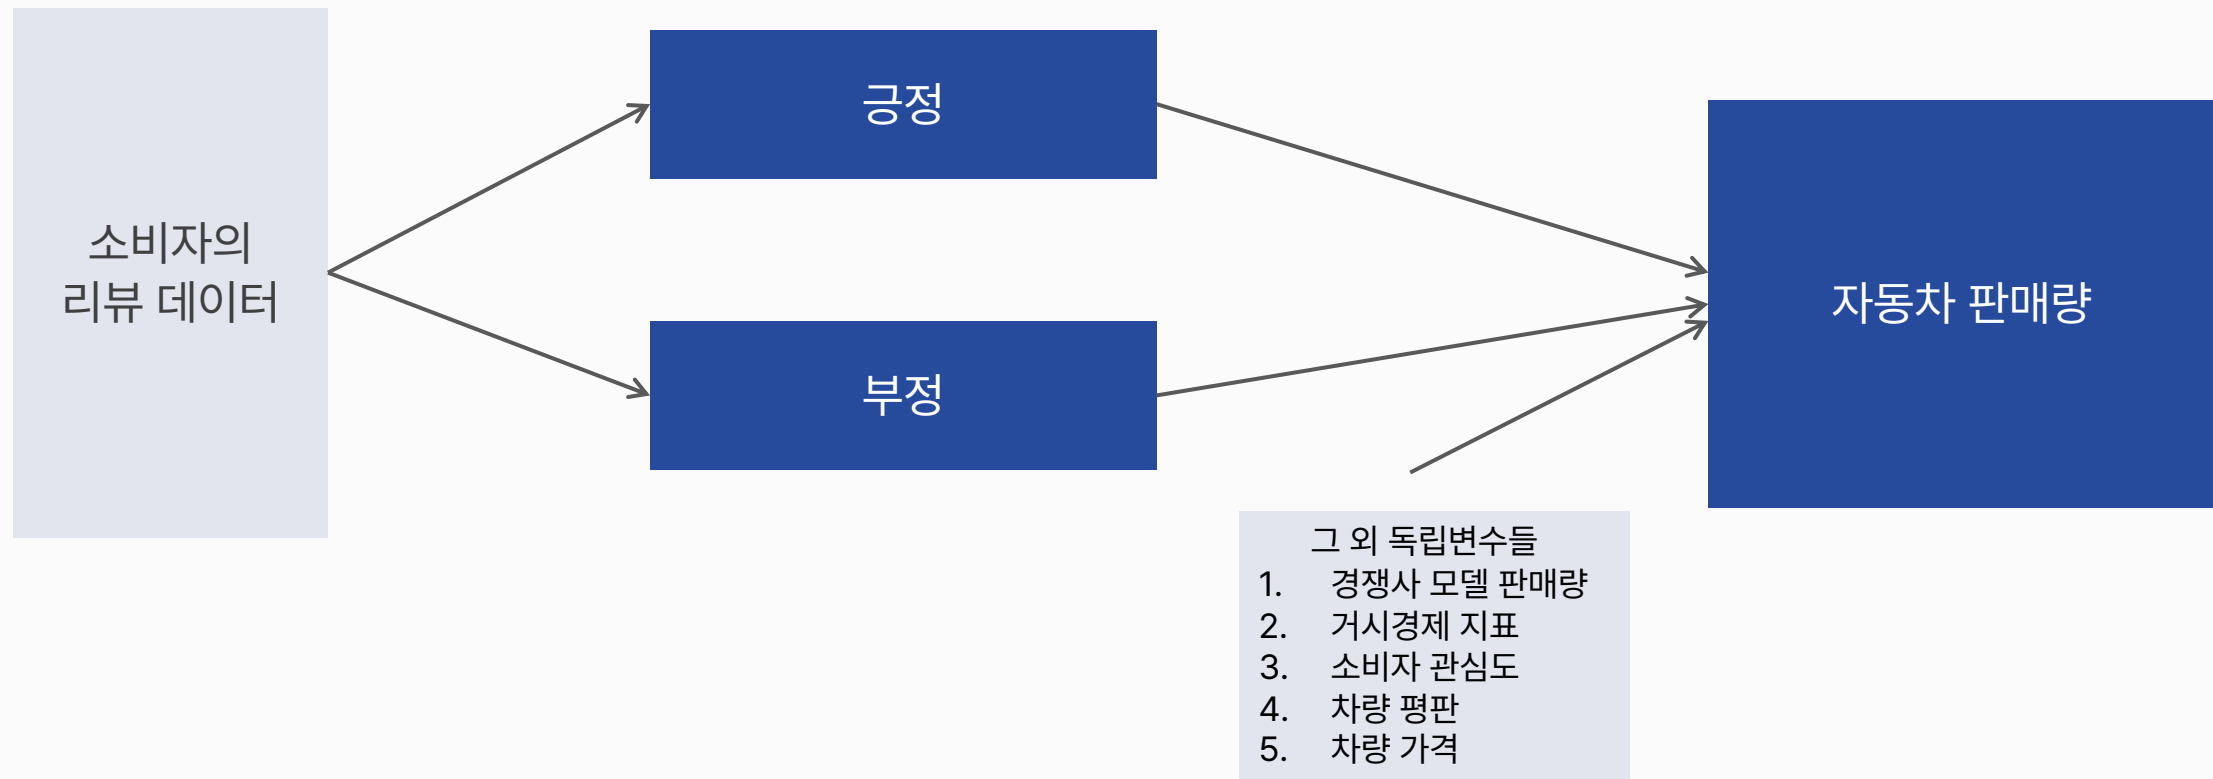 소비자의
리뷰 데이터
긍정
부정
자동차 판매량
그 외 독립변수들
1. 경쟁사 모델 판매량
2. 거시경제 지표
3. 소비자 관심도
4. 차량 평판
5. 차량 가격